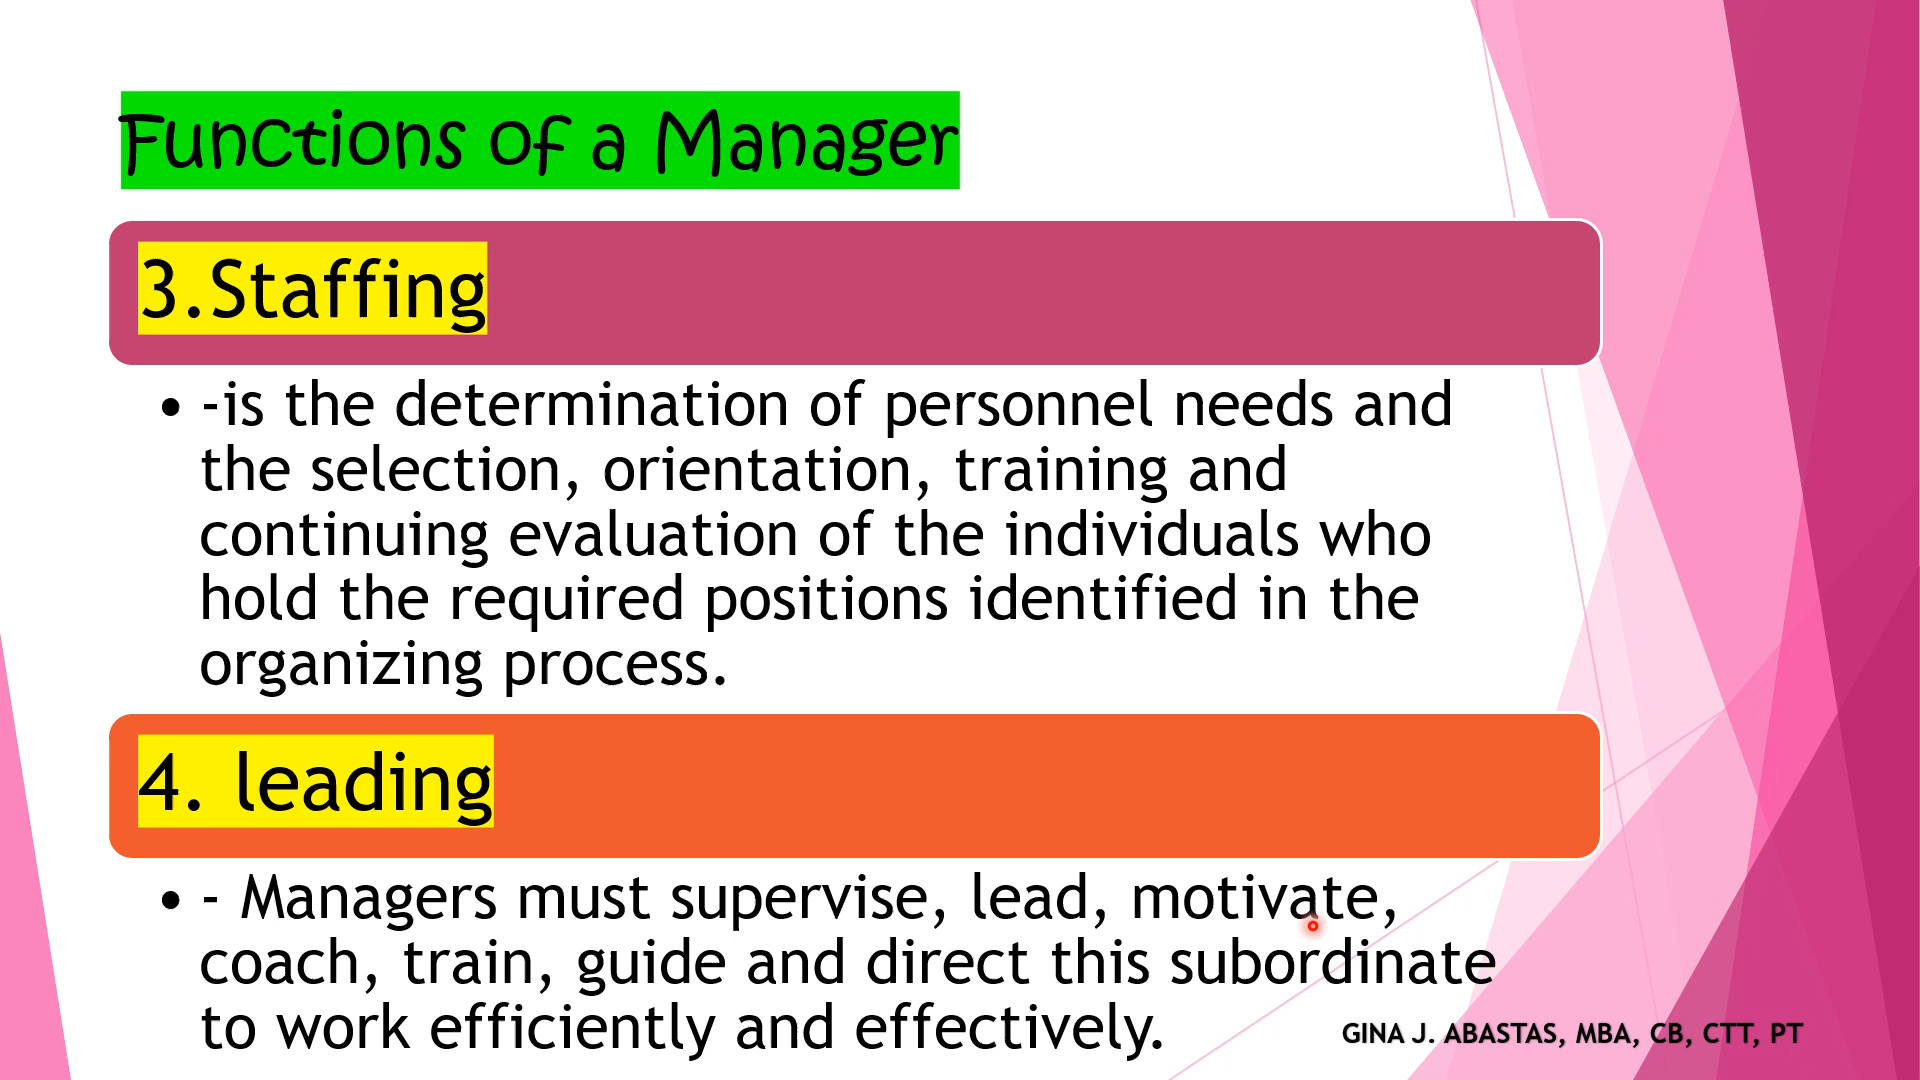 Functions of a Manager
3.Staffing
• -is the determination of personnel needs and
the selection, orientation, training and
continuing evaluation of the individuals who
hold the required positions identified in the
organizing process.
4. leading
• - Managers must supervise, lead, motivate,
coach, train, guide and direct this subordinate
to work efficiently and effectively.
GINA J. ABASTAS, MBA, CB, CTT, PT